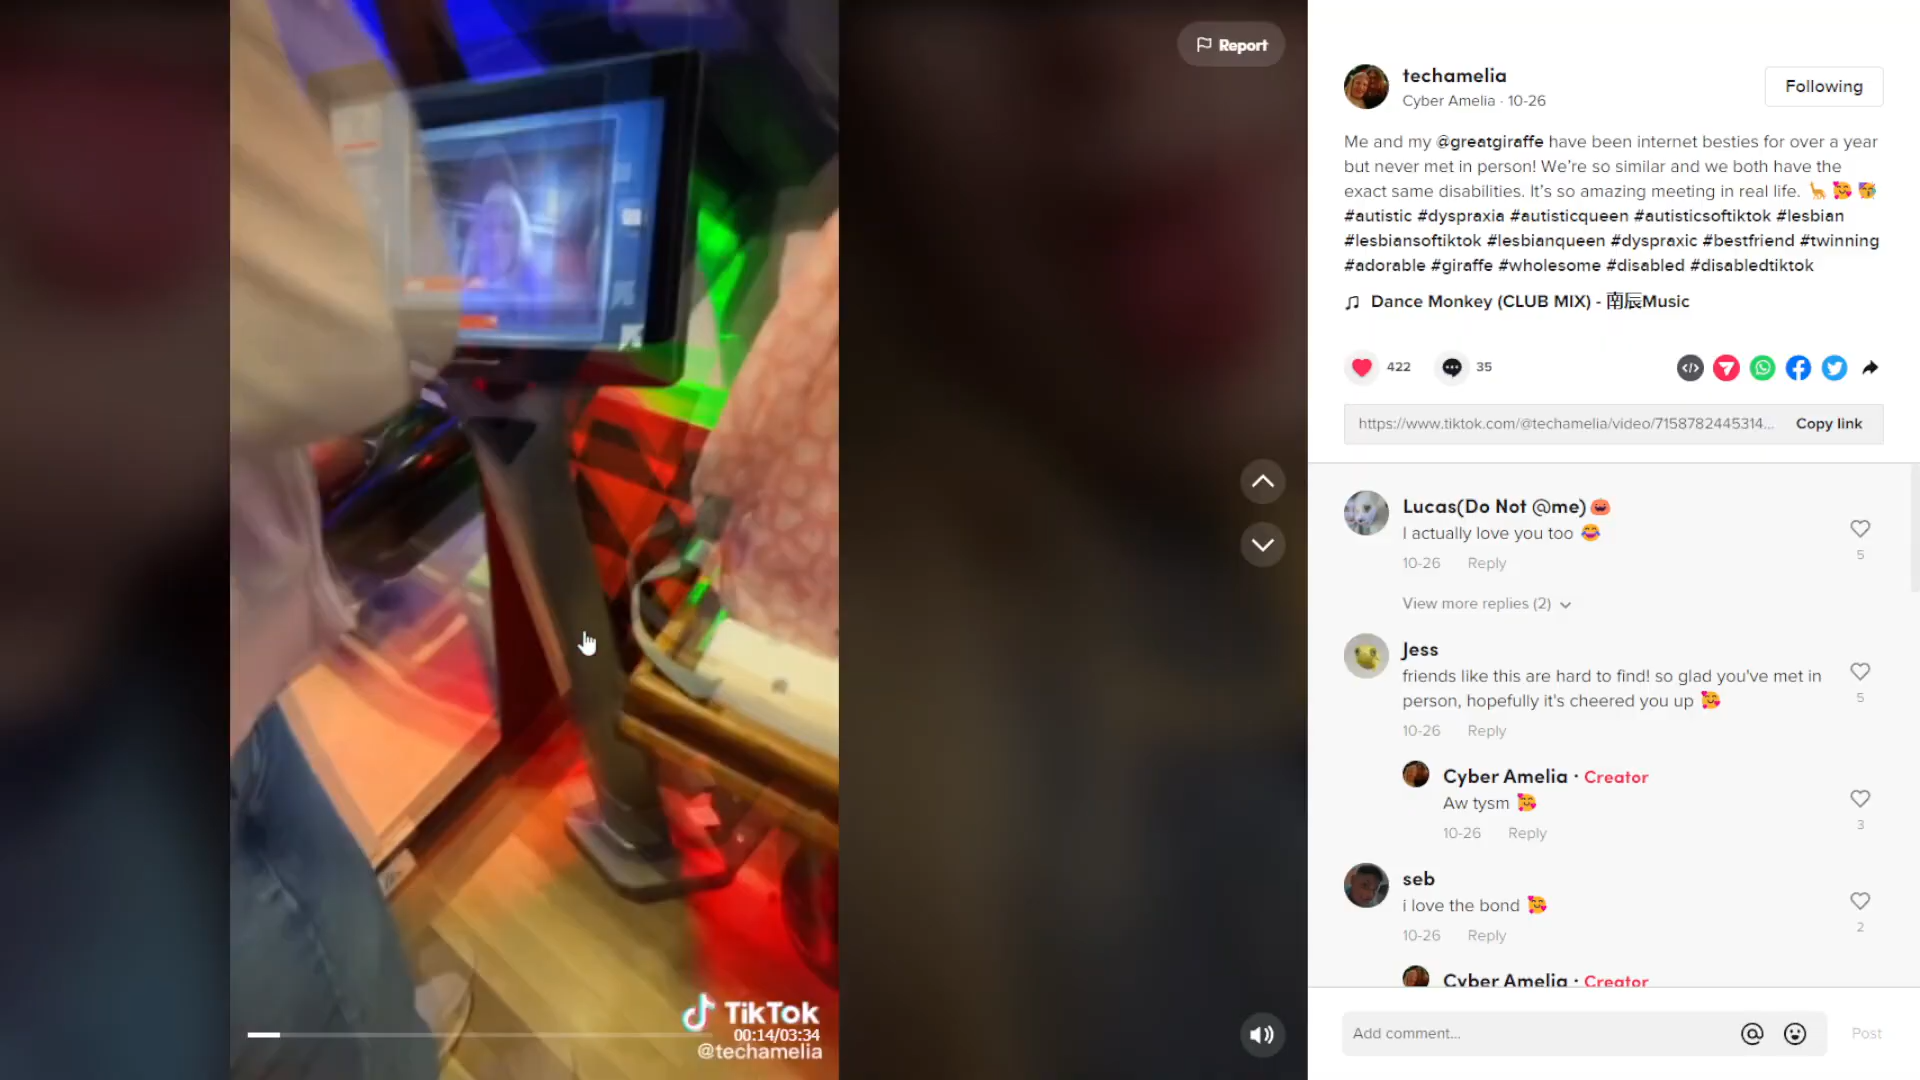 Report
TikTok
00:14/03:34
@techamelia
techamelia
Cyber Amelia · 10-26
Following
Me and my @greatgiraffe have been internet besties for over a year
but never met in person! We're so similar and we both have the
exact same disabilities. It's so amazing meeting in real life. 🦒 🥰 🥳
#autistic #dyspraxia #autisticqueen #autisticsoftiktok #lesbian
#lesbiansoftiktok #lesbianqueen #dyspraxic #bestfriend #twinning
#adorable #giraffe #wholesome #disabled #disabledtiktok
Dance Monkey (CLUB MIX) - 南辰Music
422
35
https://www.tiktok.com/@techamelia/video/7158782445314... Copy link
Lucas(Do Not @me)🎃
I actually love you too 😂
10-26 Reply
5
View more replies (2)
Jess
friends like this are hard to find! so glad you've met in
person, hopefully it's cheered you up 🥰
10-26 Reply
5
Cyber Amelia · Creator
Aw tysm 🥰
10-26 Reply
3
seb
i love the bond 🥰
10-26 Reply
2
Cyber Amelia · Creator
Add comment...
Post